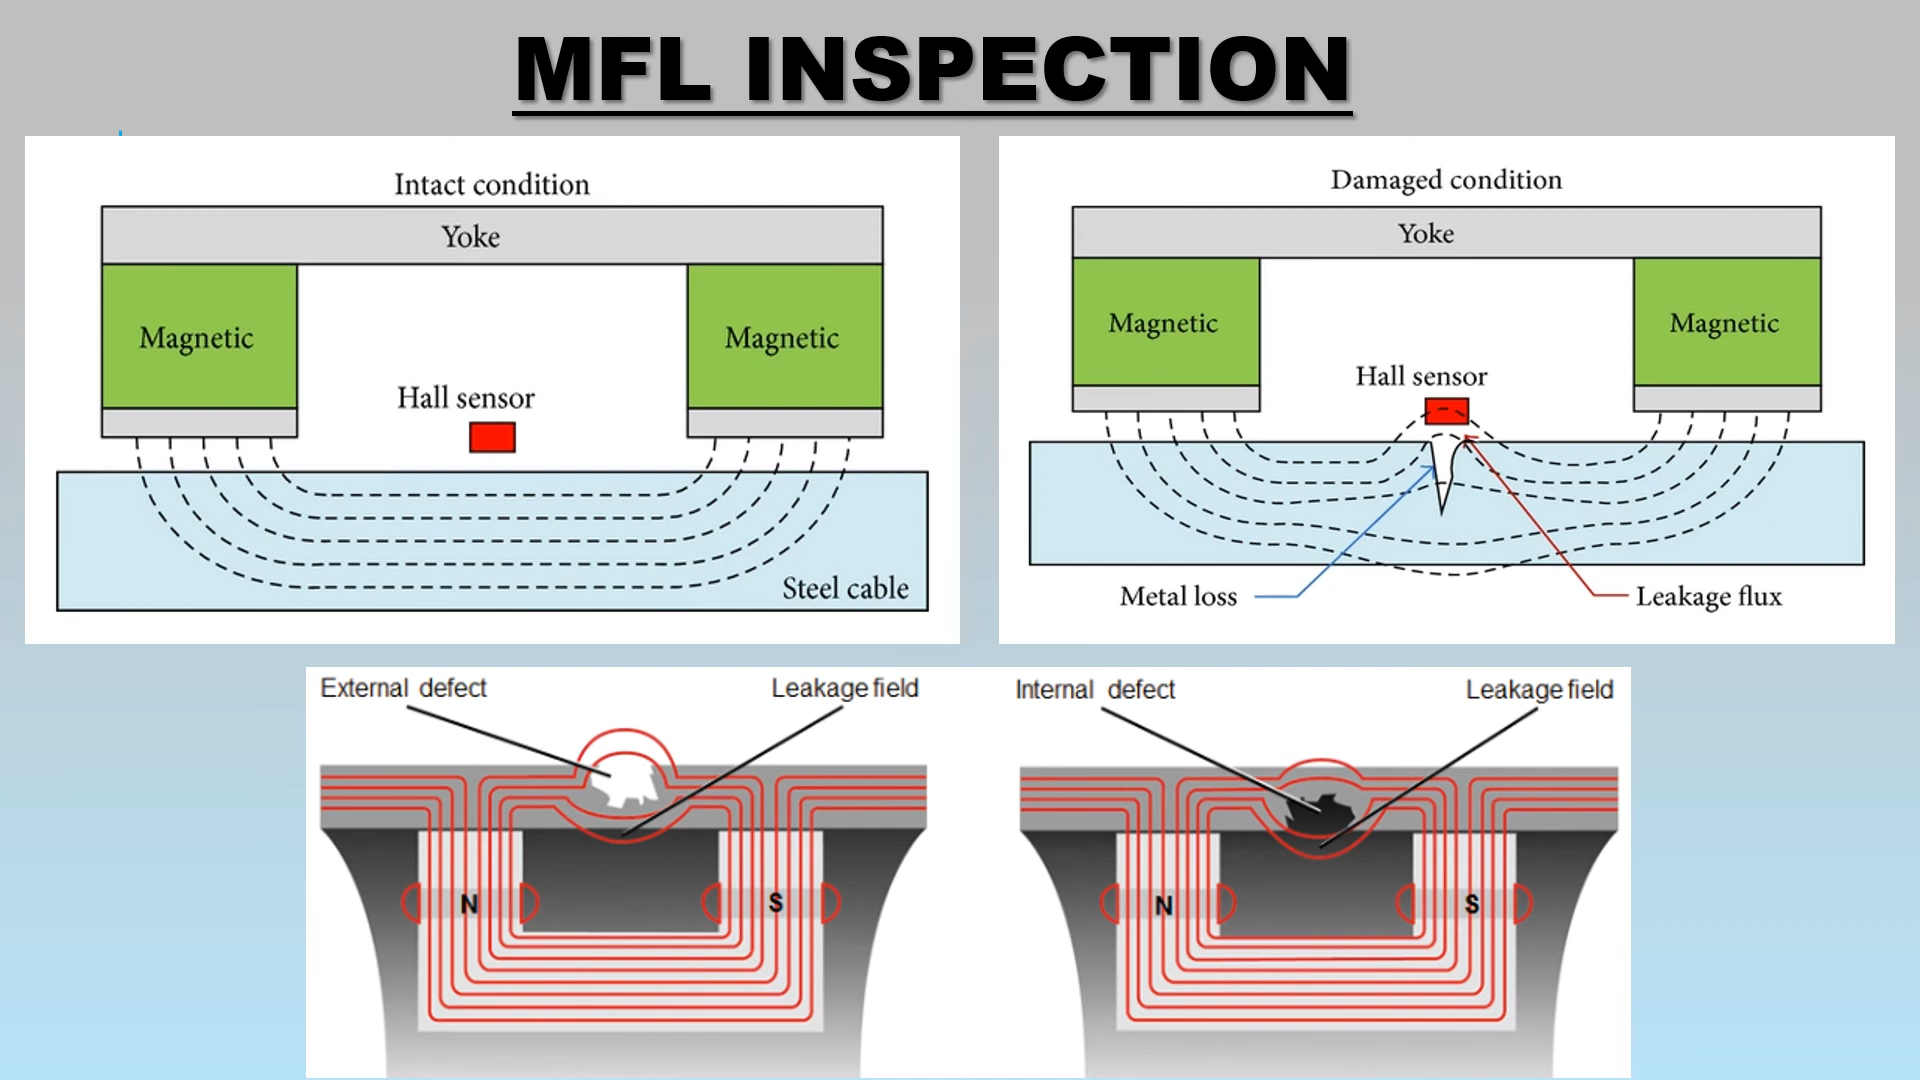 MFL INSPECTION
Intact condition
Yoke
Magnetic
Magnetic
Hall sensor
Steel cable
Damaged condition
Yoke
Magnetic
Magnetic
Hall sensor
Metal loss
Leakage flux
External defect
Leakage field
N
S
Internal defect
Leakage field
N
S